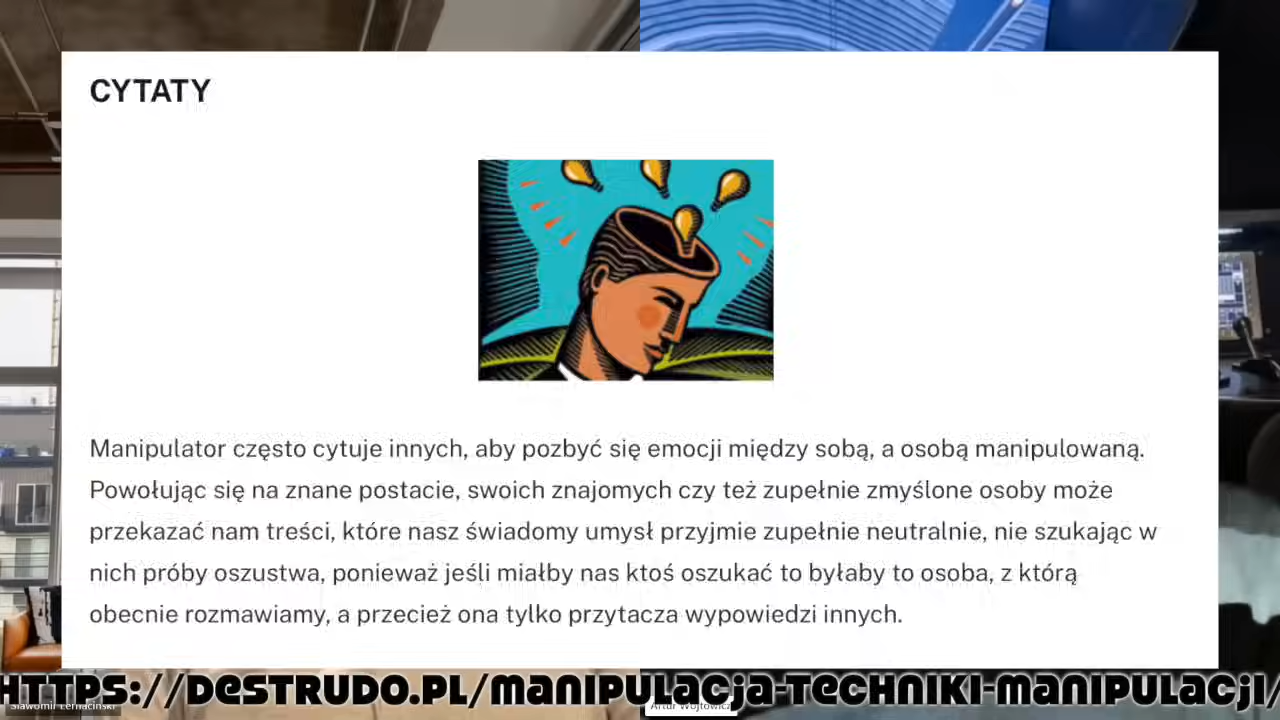 CYTATY
Manipulator często cytuje innych, aby pozbyć się emocji między sobą, a osobą manipulowaną.
Powołując się na znane postacie, swoich znajomych czy też zupełnie zmyślone osoby może
przekazać nam treści, które nasz świadomy umysł przyjmie zupełnie neutralnie, nie szukając w
nich próby oszustwa, ponieważ jeśli miałby nas ktoś oszukać to byłaby to osoba, z którą
obecnie rozmawiamy, a przecież ona tylko przytacza wypowiedzi innych.
HTTPS://DESTRUDO.PL/MANIPULACJA-TECHNIKI-MANIPULACJI/
Artur Wojtowicz